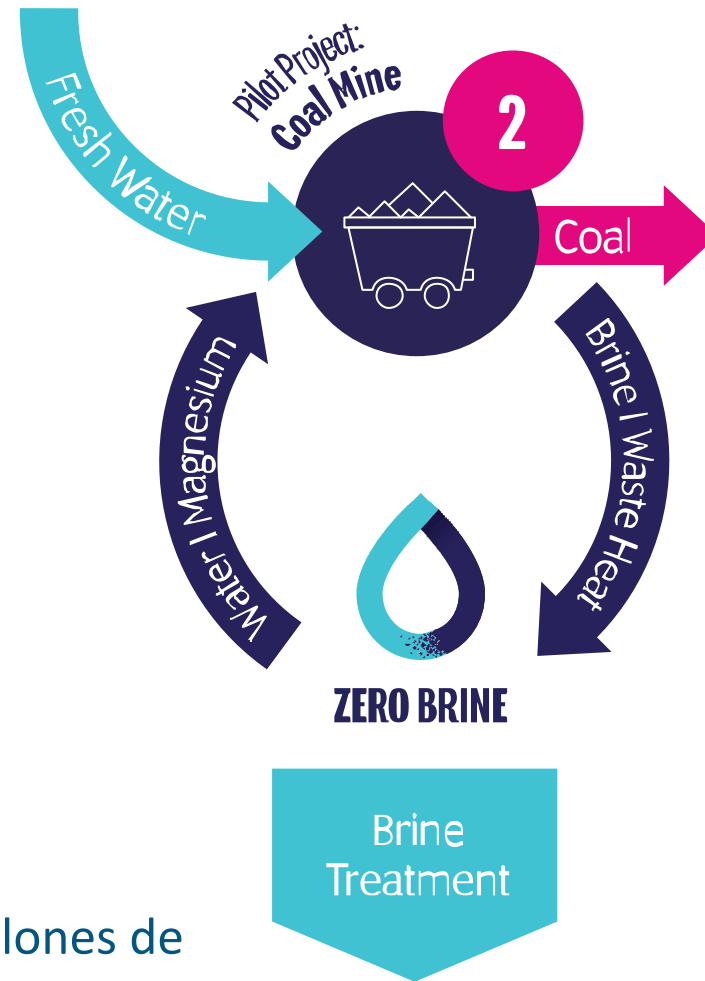 Pilot Project:
Coal Mine
2
Fresh Water
Coal
Brine | Waste Heat
Water | Magnesium
ZERO BRINE
Brine
Treatment
lones de